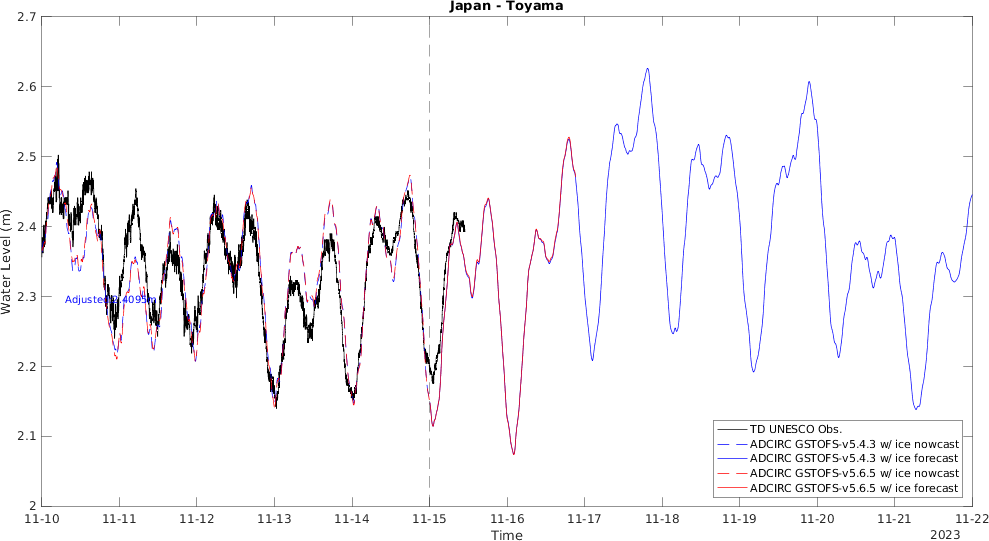 Japan - Toyama
2.7
2.6
2.5
2.4
2.3
2.2
2.1
2
Water Level (m)
Adjusted 2.4095m
11-10
11-11
11-12
11-13
11-14
11-15
11-16
11-17
11-18
11-19
11-20
11-21
11-22
Time
2023
TD UNESCO Obs.
ADCIRC GSTOFS-v5.4.3 w/ ice nowcast
ADCIRC GSTOFS-v5.4.3 w/ ice forecast
ADCIRC GSTOFS-v5.6.5 w/ ice nowcast
ADCIRC GSTOFS-v5.6.5 w/ ice forecast